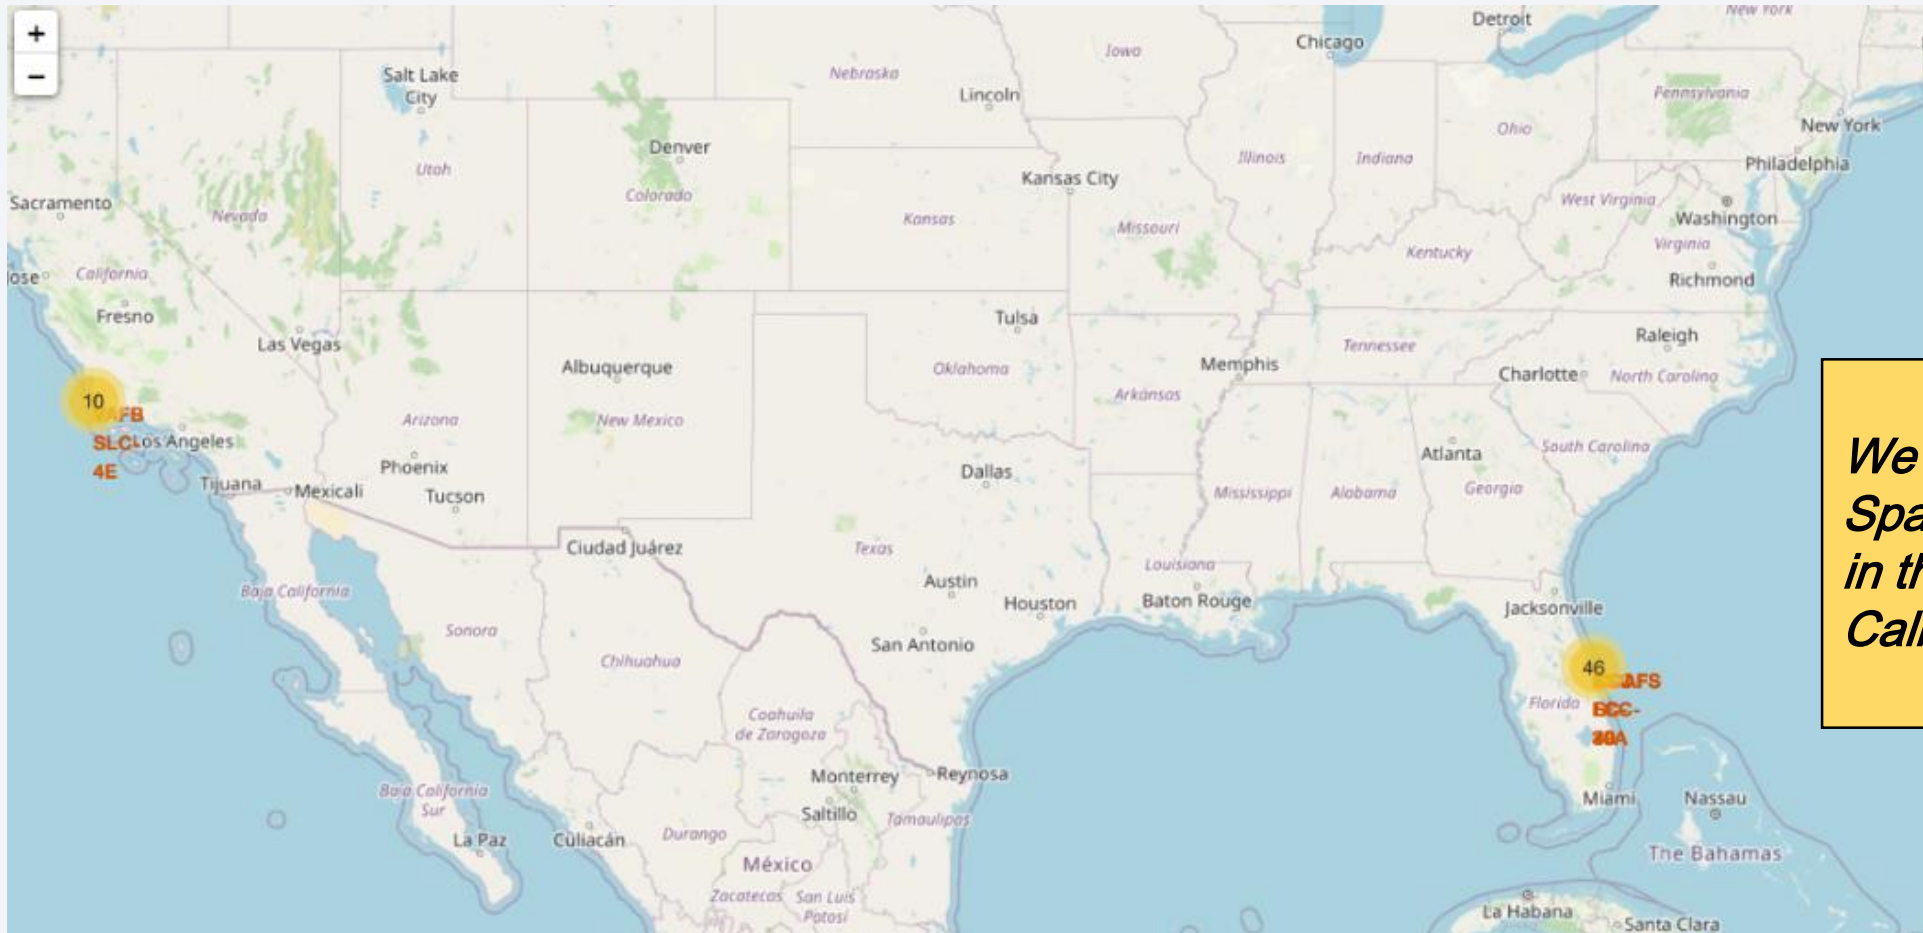 +
−
New York
Detroit
Chicago
Iowa
Nebraska
Salt Lake
City
Lincoln
Pennsylvania
Ohio
New York
Denver
Illinois
Indiana
Philadelphia
Utah
Kansas City
Colorado
Sacramento
West Virginia
Nevada
Kansas
Missouri
Washington
Virginia
Kentucky
California
Richmond
Fresno
Tulsa
Las Vegas
Raleigh
Tennessee
Albuquerque
Oklahoma
Memphis
Charlotte
North Carolina
Arkansas
10
Arizona
New Mexico
SLC-
Los Angeles
4E
We
South Carolina
Atlanta
Phoenix
Dallas
Tijuana
Mexicali
Tucson
Mississippi
Alabama
Georgia
Ciudad Juárez
Texas
Louisiana
in
Austin
Baja California
Houston
Baton Rouge
Jacksonville
Sonora
San Antonio
Chihuahua
46
Florida
Coahuila
de Zaragoza
Monterrey
Reynosa
Baja California
Sur
Saltillo
Tamaulipas
Miami
Nassau
La Paz
Culiacán
Durango
México
The Bahamas
Zacatecas
San Luis
Potosí
La Habana
Santa Clara